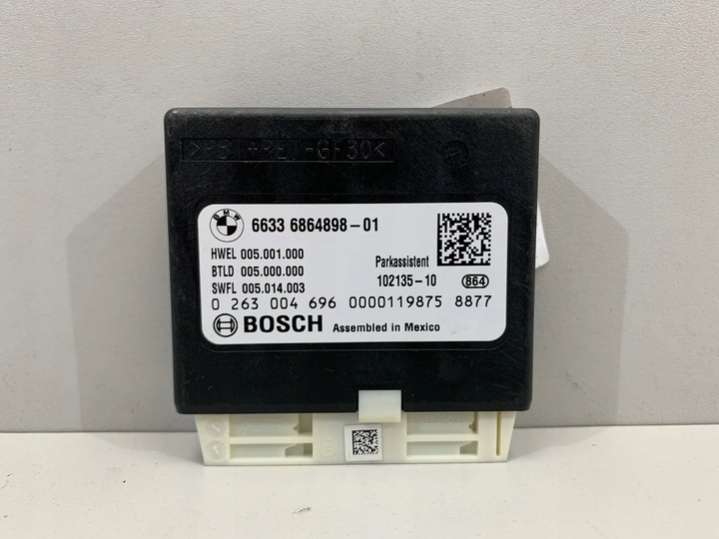 BMW
6633 6864898-01
HWEL 005.001.000
BTLD 005.000.000
SWFL 005.014.003
Parkassistent
102135-10 864
0 263 004 696 0000119875 8877
BOSCH Assembled in Mexico